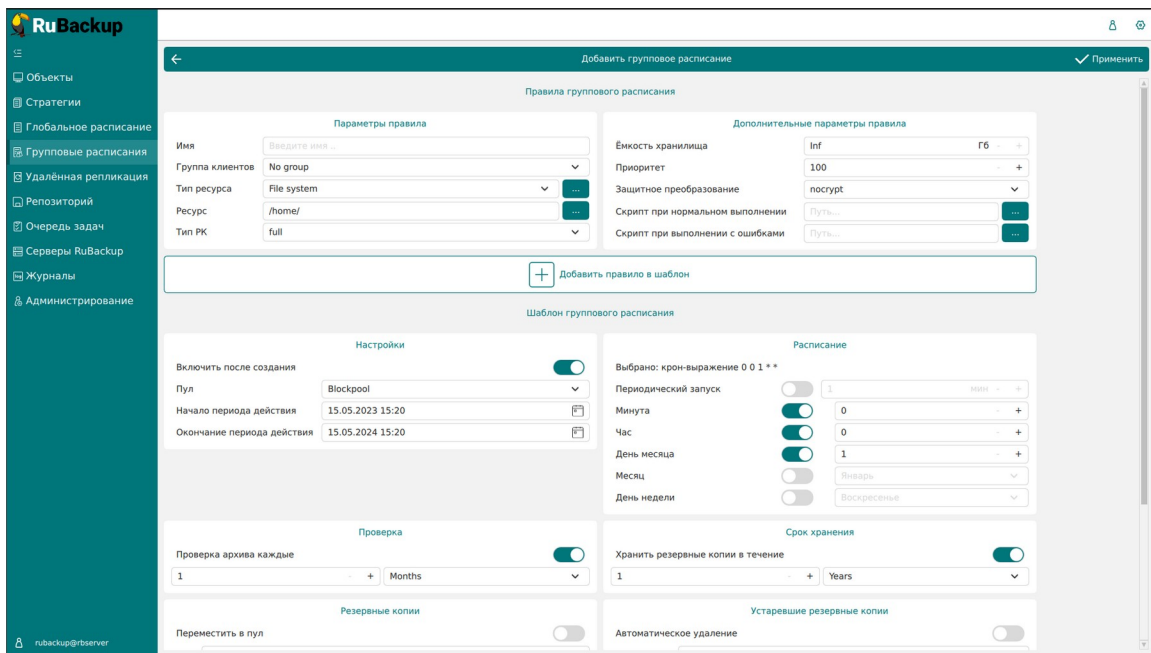 RuBackup
Объекты
Стратегии
Глобальное расписание
Групповые расписания
Удалённая репликация
Репозиторий
Очередь задач
Серверы RuBackup
Журналы
Администрирование
rubackup@rbserver
Добавить групповое расписание
Применить
Правила группового расписания
Параметры правила
Имя Введите имя ..
Группа клиентов No group
Тип ресурса File system ...
Ресурс /home/ ...
Тип РК full
Дополнительные параметры правила
Ёмкость хранилища Inf Гб - +
Приоритет 100 - +
Защитное преобразование nocrypt
Скрипт при нормальном выполнении Путь... ...
Скрипт при выполнении с ошибками Путь... ...
+ Добавить правило в шаблон
Шаблон группового расписания
Настройки
Включить после создания
Пул Blockpool
Начало периода действия 15.05.2023 15:20
Окончание периода действия 15.05.2024 15:20
Расписание
Выбрано: крон-выражение 0 0 1 * *
Периодический запуск 1 мин - +
Минута 0 - +
Час 0 - +
День месяца 1 - +
Месяц Январь
День недели Воскресенье
Проверка
Проверка архива каждые
1 - + Months
Срок хранения
Хранить резервные копии в течение
1 - + Years
Резервные копии
Переместить в пул
Устаревшие резервные копии
Автоматическое удаление